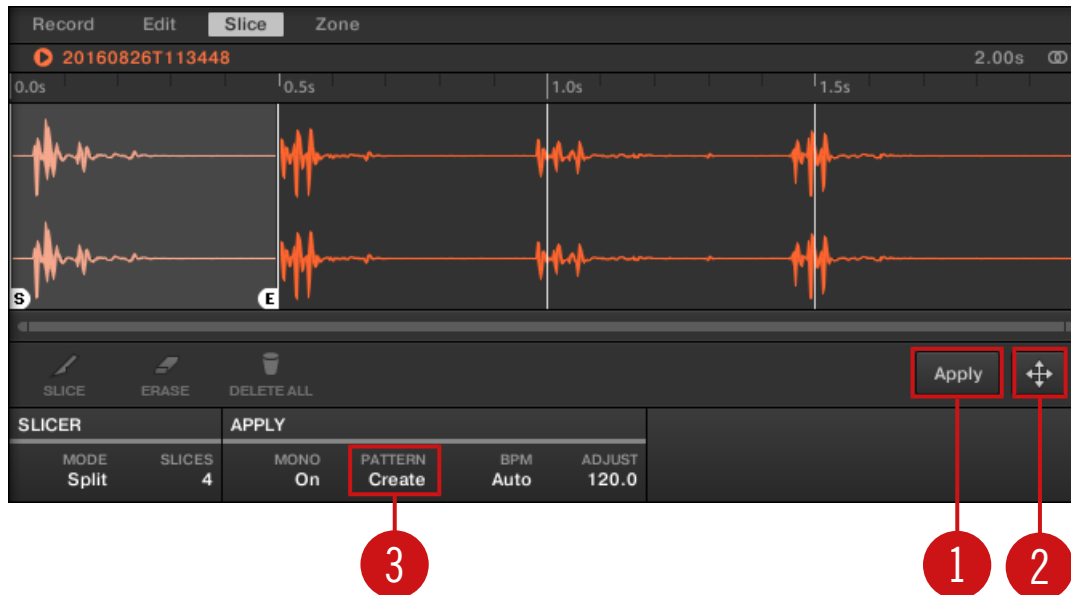 Record Edit Slice Zone
20160826T113448 2.00s
0.0s 0.5s 1.0s 1.5s
S E
SLICE ERASE DELETE ALL Apply
SLICER APPLY
MODE SLICES MONO PATTERN BPM ADJUST
Split 4 On Create Auto 120.0
3 1 2